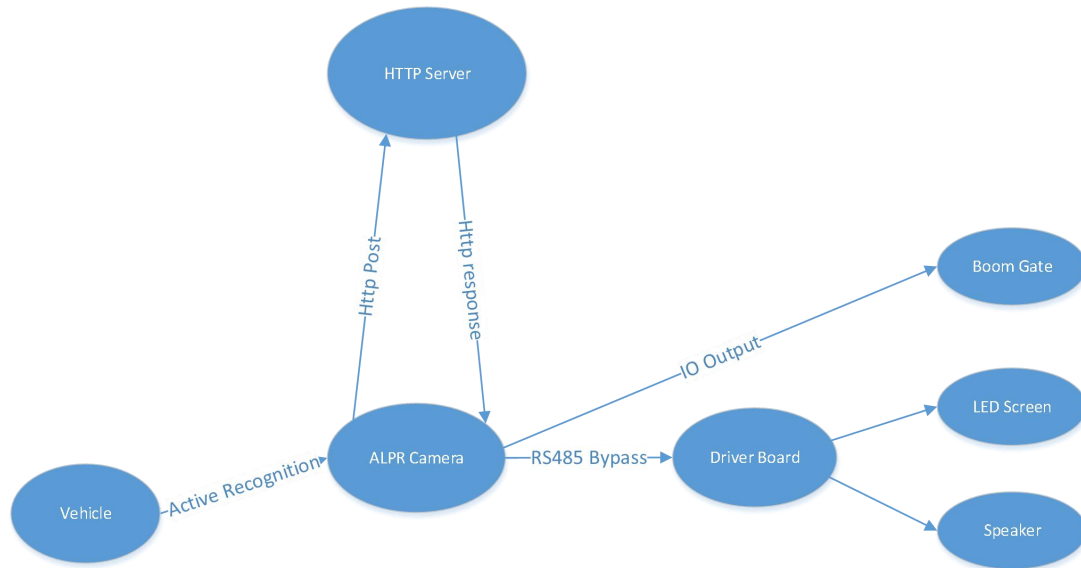 HTTP Server
Http Post
Http response
Boom Gate
IO Output
LED Screen
ALPR Camera
RS485 Bypass
Driver Board
Active Recognition
Vehicle
Speaker